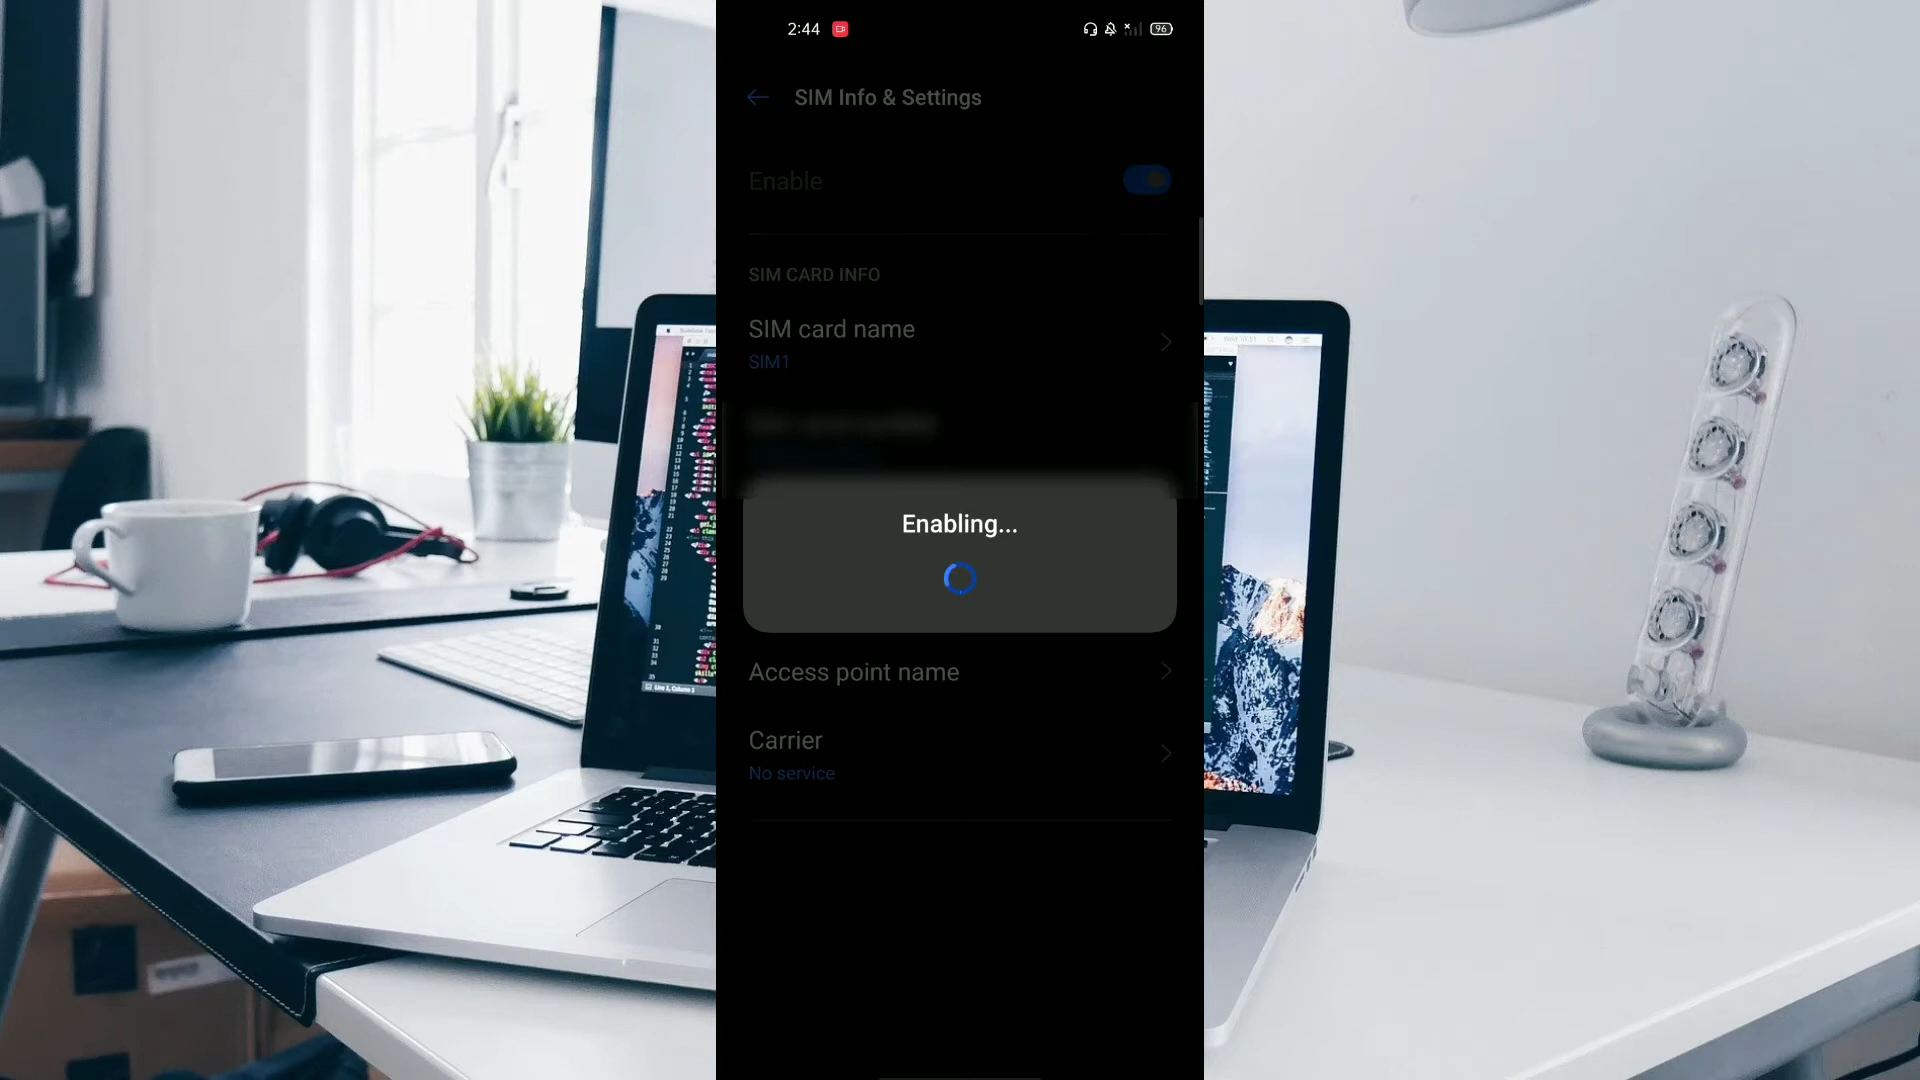 2:44
96
SIM Info & Settings
Enable
SIM CARD INFO
SIM card name
SIM1
Enabling...
Access point name
Carrier
No service